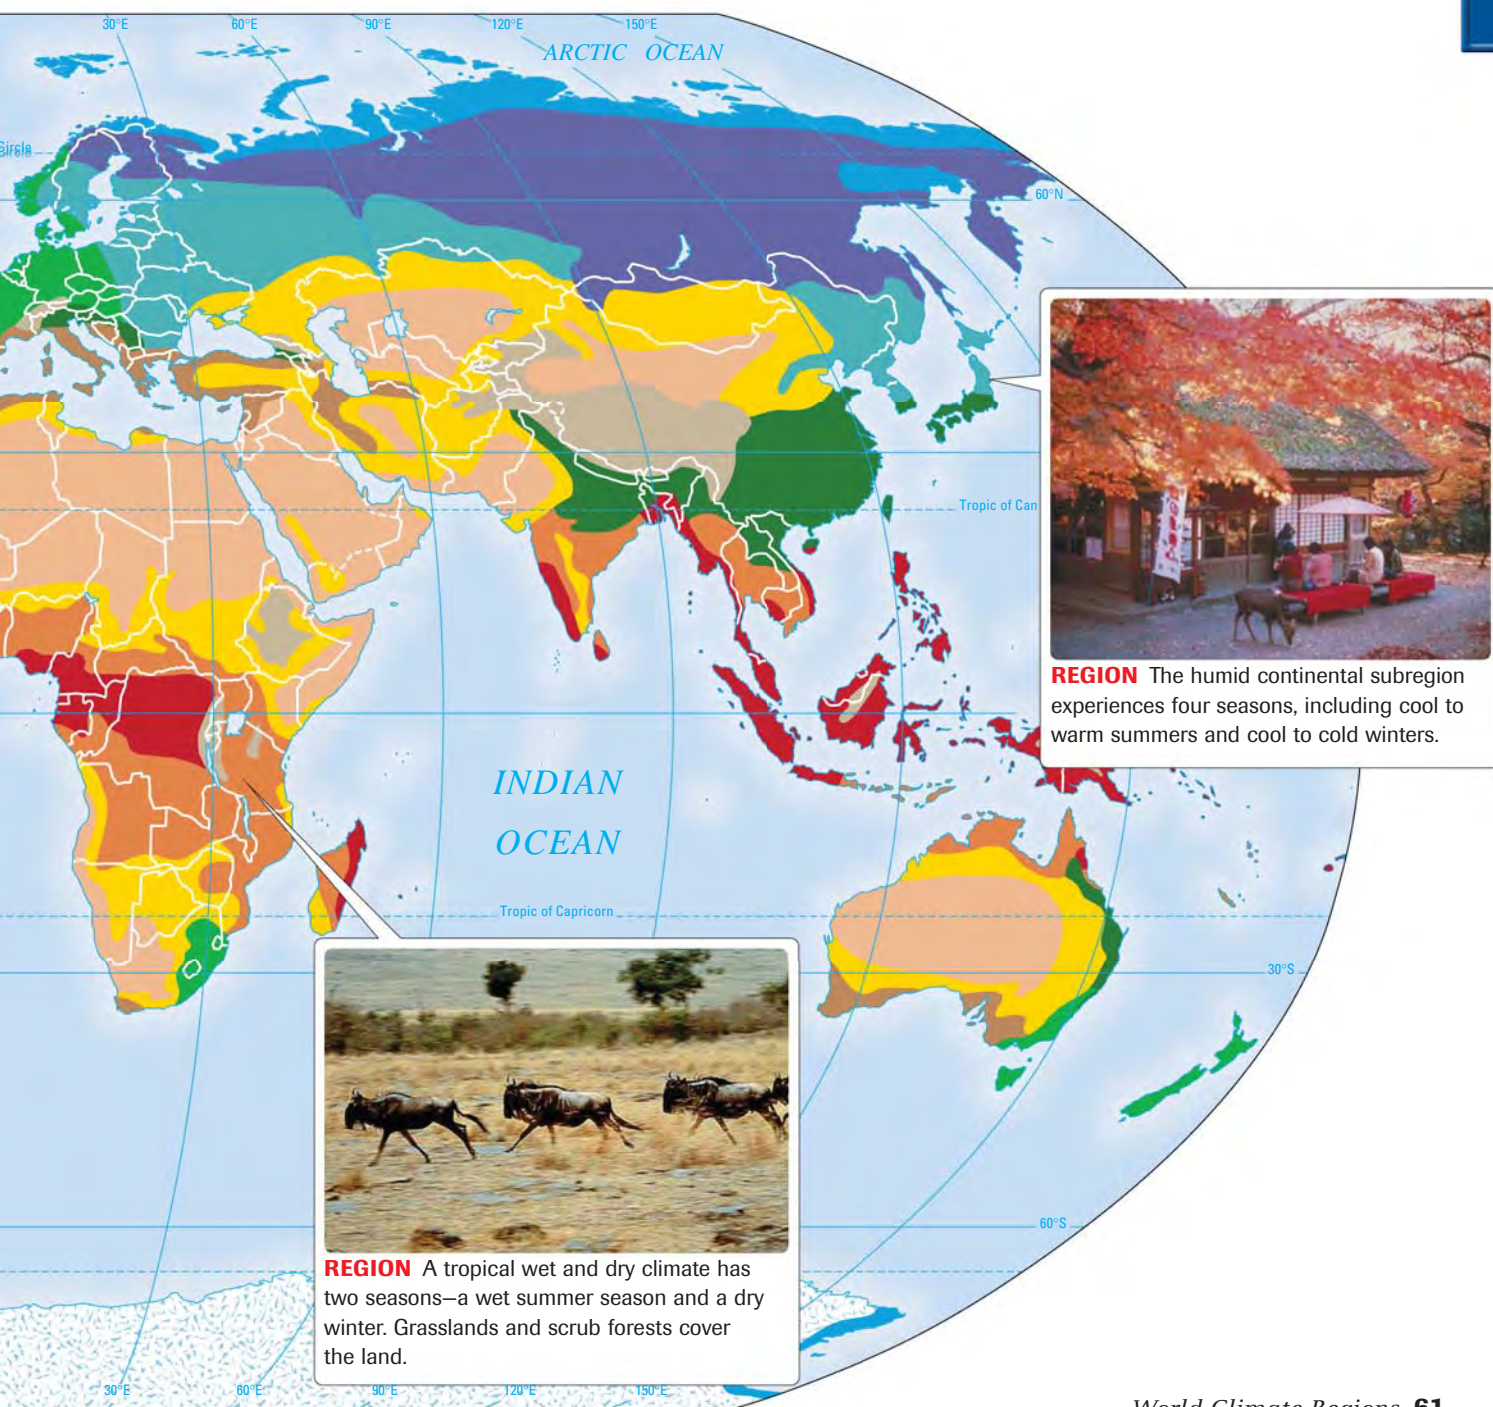 30°E 60°E 90°E 120°E 150°E
ARCTIC OCEAN
Circle
60°N
Tropic of Can
REGION The humid continental subregion
experiences four seasons, including cool to
warm summers and cool to cold winters.
INDIAN
OCEAN
Tropic of Capricorn
30°S
60°S
REGION A tropical wet and dry climate has
two seasons—a wet summer season and a dry
winter. Grasslands and scrub forests cover
the land.
30°E 60°E 90°E 120°E 150°E
World Climate Regions 61